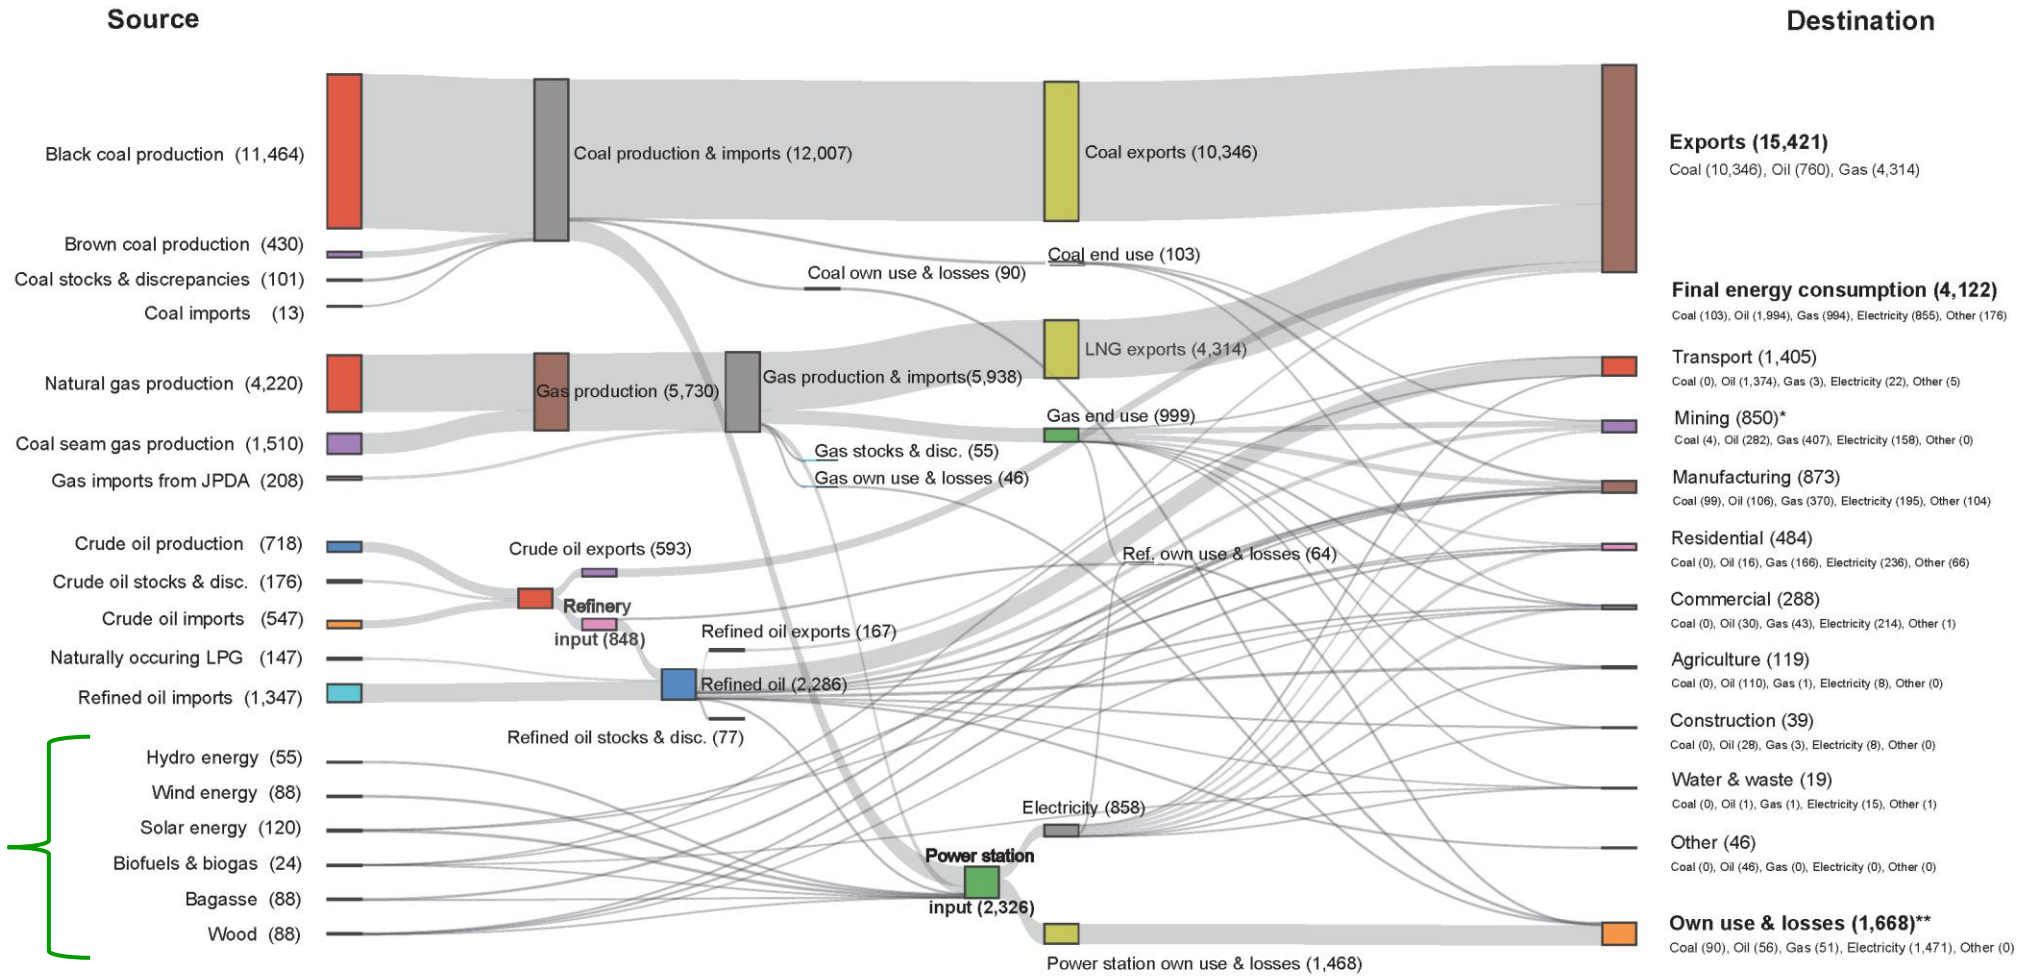 Source
Destination
Black coal production (11,464)
Brown coal production (430)
Coal stocks & discrepancies (101)
Coal imports (13)
Natural gas production (4,220)
Coal seam gas production (1,510)
Gas imports from JPDA (208)
Crude oil production (718)
Crude oil stocks & disc. (176)
Crude oil imports (547)
Naturally occuring LPG (147)
Refined oil imports (1,347)
Hydro energy (55)
Wind energy (88)
Solar energy (120)
Biofuels & biogas (24)
Bagasse (88)
Wood (88)
Coal production & imports (12,007)
Gas production (5,730)
Gas production & imports(5,938)
Crude oil exports (593)
Refinery
input (848)
Refined oil exports (167)
Refined oil (2,286)
Refined oil stocks & disc. (77)
Coal own use & losses (90)
Gas stocks & disc. (55)
Gas own use & losses (46)
Power station
input (2,326)
Coal exports (10,346)
Coal end use (103)
LNG exports (4,314)
Gas end use (999)
Ref. own use & losses (64)
Electricity (858)
Power station own use & losses (1,468)
Exports (15,421)
Coal (10,346), Oil (760), Gas (4,314)
Final energy consumption (4,122)
Coal (103), Oil (1,994), Gas (994), Electricity (855), Other (176)
Transport (1,405)
Coal (0), Oil (1,374), Gas (3), Electricity (22), Other (5)
Mining (850)*
Coal (4), Oil (282), Gas (407), Electricity (158), Other (0)
Manufacturing (873)
Coal (99), Oil (106), Gas (370), Electricity (195), Other (104)
Residential (484)
Coal (0), Oil (16), Gas (166), Electricity (236), Other (66)
Commercial (288)
Coal (0), Oil (30), Gas (43), Electricity (214), Other (1)
Agriculture (119)
Coal (0), Oil (110), Gas (1), Electricity (8), Other (0)
Construction (39)
Coal (0), Oil (28), Gas (3), Electricity (8), Other (0)
Water & waste (19)
Coal (0), Oil (1), Gas (1), Electricity (15), Other (1)
Other (46)
Coal (0), Oil (46), Gas (0), Electricity (0), Other (0)
Own use & losses (1,668)**
Coal (90), Oil (56), Gas (51), Electricity (1,471), Other (0)